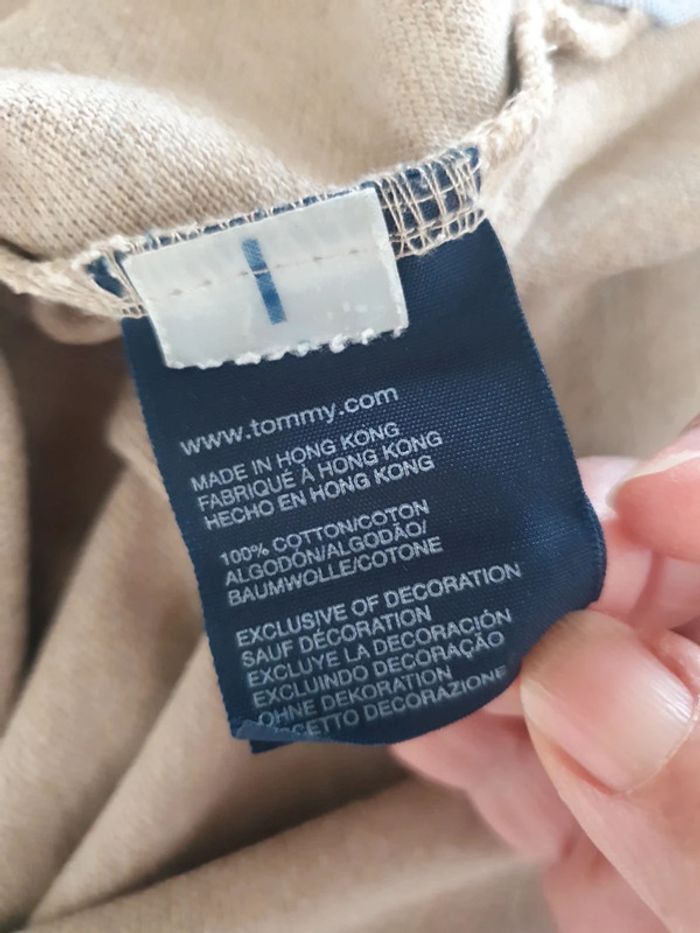 www.tommy.com
MADE IN HONG KONG
FABRIQUÉ À HONG KONG
HECHO EN HONG KONG
100% COTTON/COTON
ALGODÓN/ALGODÃO/
BAUMWOLLE/COTONE
EXCLUSIVE OF DECORATION
SAUF DÉCORATION
EXCLUYE LA DECORACIÓN
EXCLUINDO DECORAÇÃO
OHNE DEKORATION
DECORAZIONE